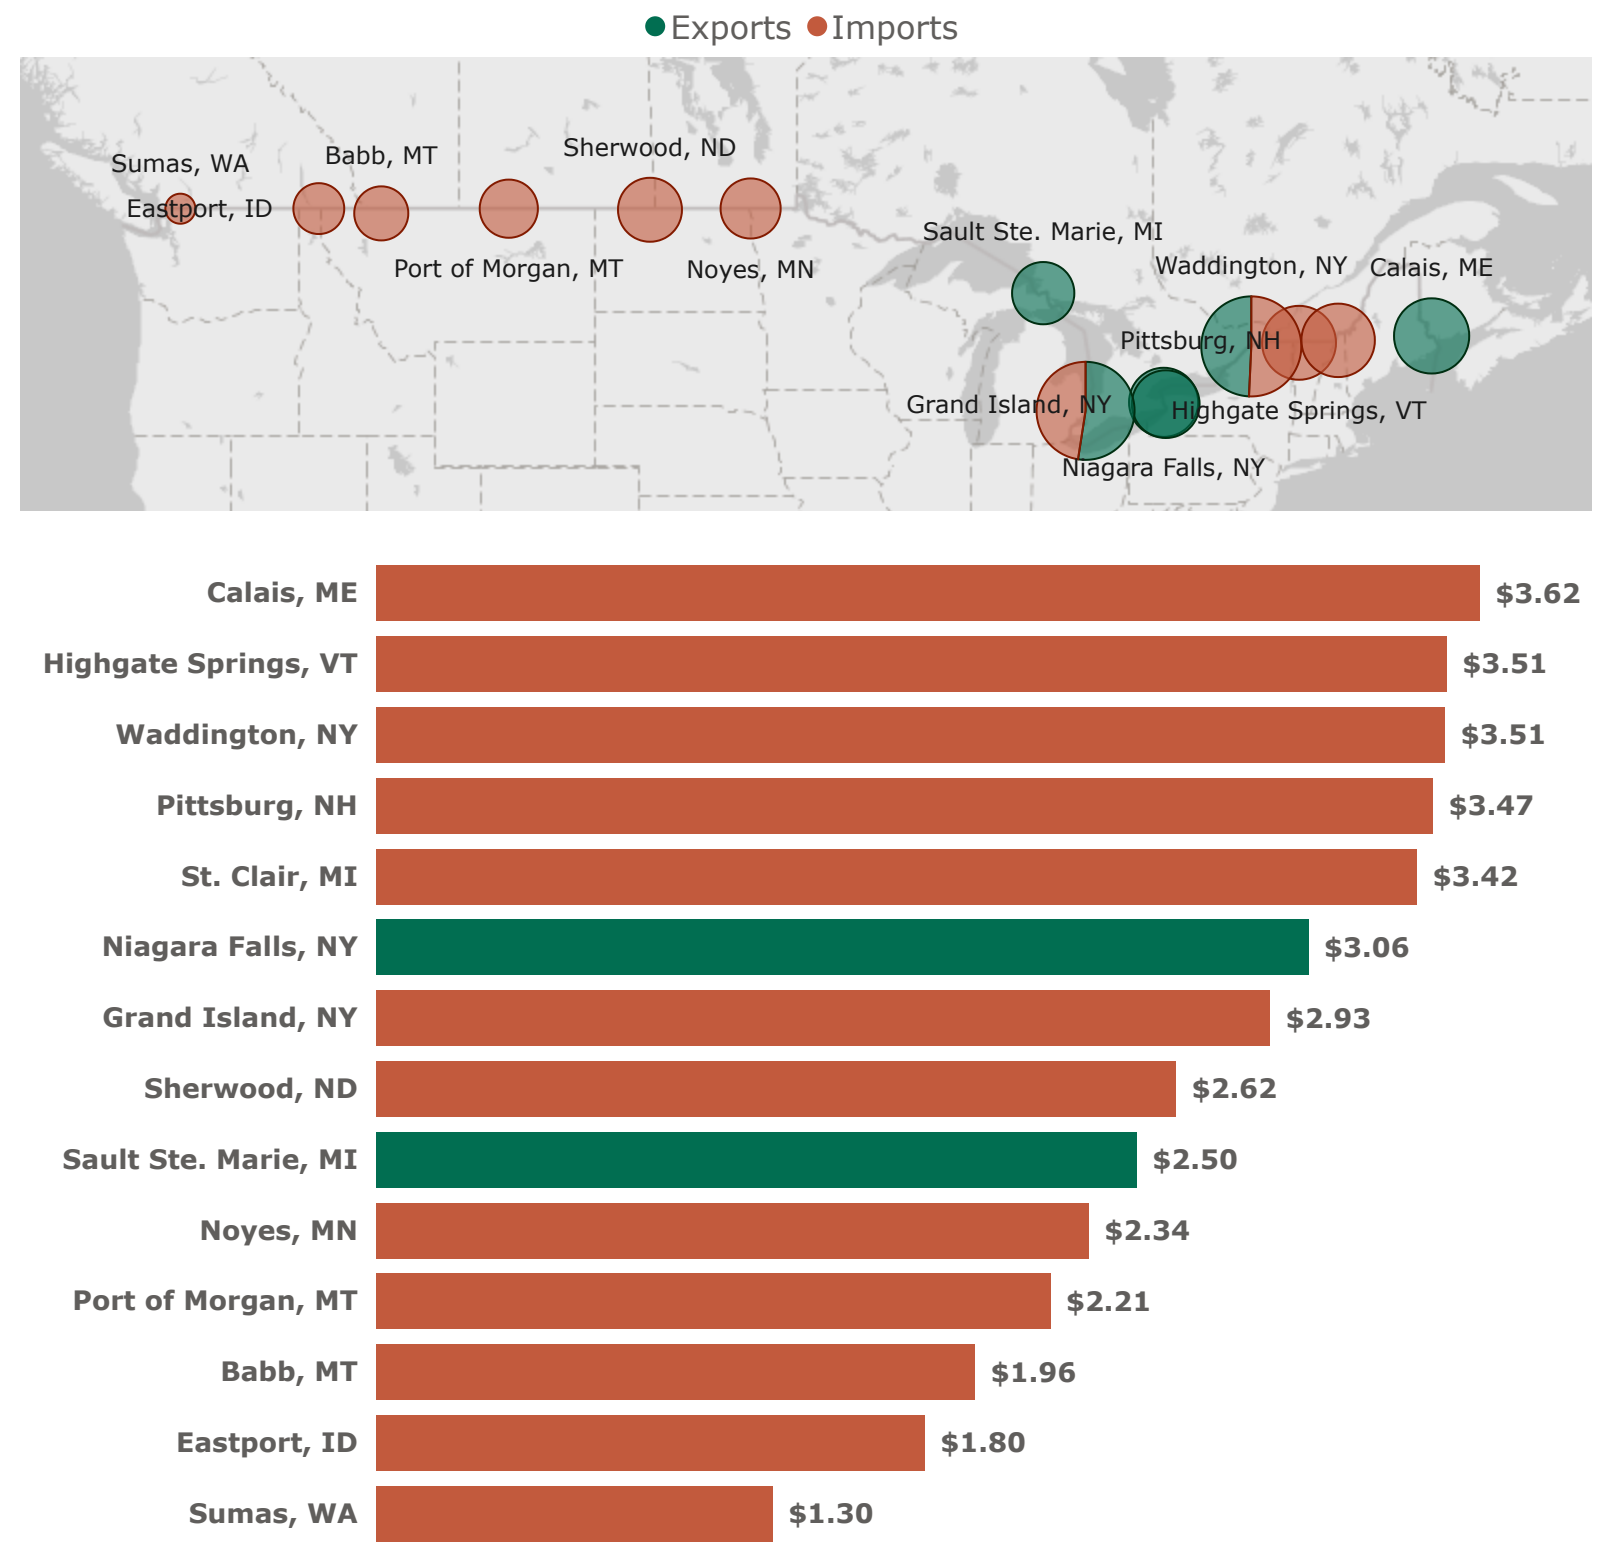 Exports Imports
Sumas, WA
Babb, MT
Sherwood, ND
Eastport, ID
Port of Morgan, MT
Noyes, MN
Sault Ste. Marie, MI
Waddington, NY
Calais, ME
Pittsburg, NH
Grand Island, NY
Highgate Springs, VT
Niagara Falls, NY
Calais, ME $3.62
Highgate Springs, VT $3.51
Waddington, NY $3.51
Pittsburg, NH $3.47
St. Clair, MI $3.42
Niagara Falls, NY $3.06
Grand Island, NY $2.93
Sherwood, ND $2.62
Sault Ste. Marie, MI $2.50
Noyes, MN $2.34
Port of Morgan, MT $2.21
Babb, MT $1.96
Eastport, ID $1.80
Sumas, WA $1.30